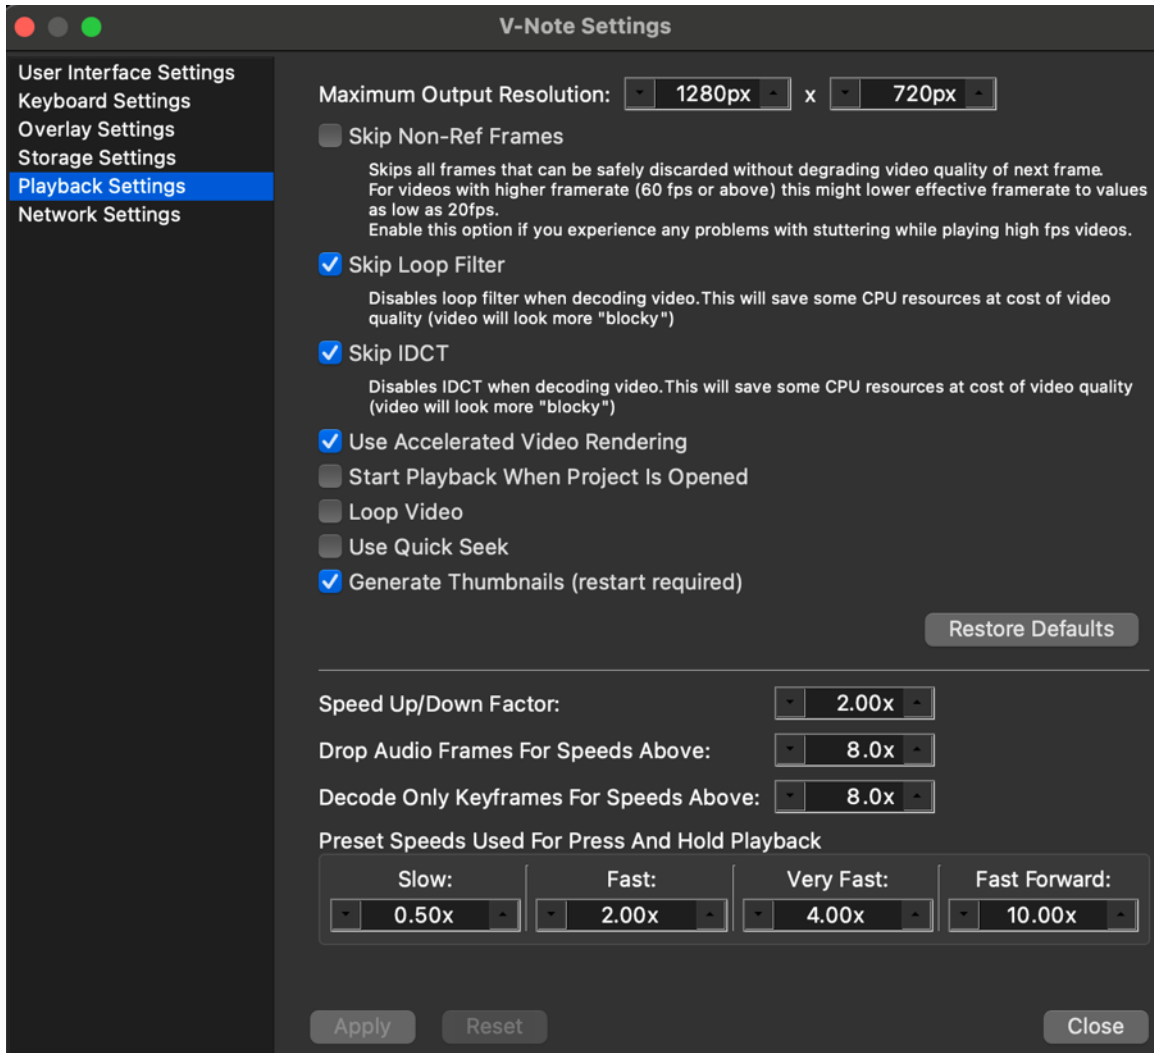 V-Note Settings
User Interface Settings
Keyboard Settings
Overlay Settings
Storage Settings
Playback Settings
Network Settings
Maximum Output Resolution: 1280px x 720px
Skip Non-Ref Frames
Skips all frames that can be safely discarded without degrading video quality of next frame.
For videos with higher framerate (60 fps or above) this might lower effective framerate to values
as low as 20fps.
Enable this option if you experience any problems with stuttering while playing high fps videos.
Skip Loop Filter
Disables loop filter when decoding video.This will save some CPU resources at cost of video
quality (video will look more "blocky")
Skip IDCT
Disables IDCT when decoding video.This will save some CPU resources at cost of video quality
(video will look more "blocky")
Use Accelerated Video Rendering
Start Playback When Project Is Opened
Loop Video
Use Quick Seek
Generate Thumbnails (restart required)
Restore Defaults
Speed Up/Down Factor: 2.00x
Drop Audio Frames For Speeds Above: 8.0x
Decode Only Keyframes For Speeds Above: 8.0x
Preset Speeds Used For Press And Hold Playback
Slow: Fast: Very Fast: Fast Forward:
0.50x 2.00x 4.00x 10.00x
Apply Reset Close